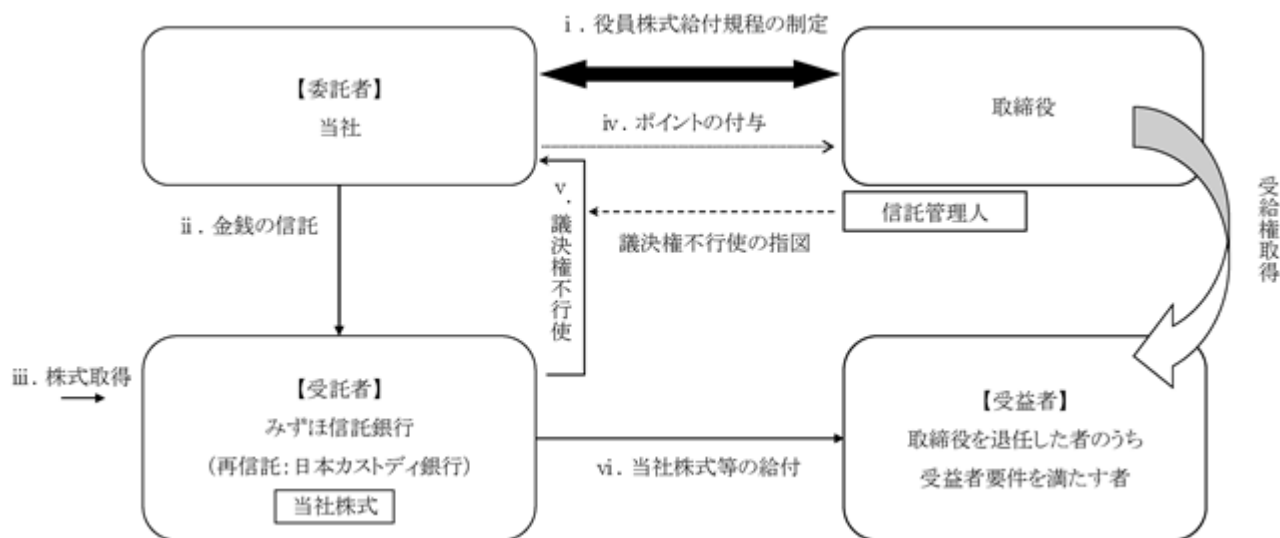 i．役員株式給付規程の制定
【委託者】
当社
取締役
iv．ポイントの付与
信託管理人
議決権不行使の指図
v．議決権不行使
ii．金銭の信託
受給権取得
iii．株式取得
【受託者】
みずほ信託銀行
（再信託：日本カストディ銀行）
当社株式
vi．当社株式等の給付
【受益者】
取締役を退任した者のうち
受益者要件を満たす者